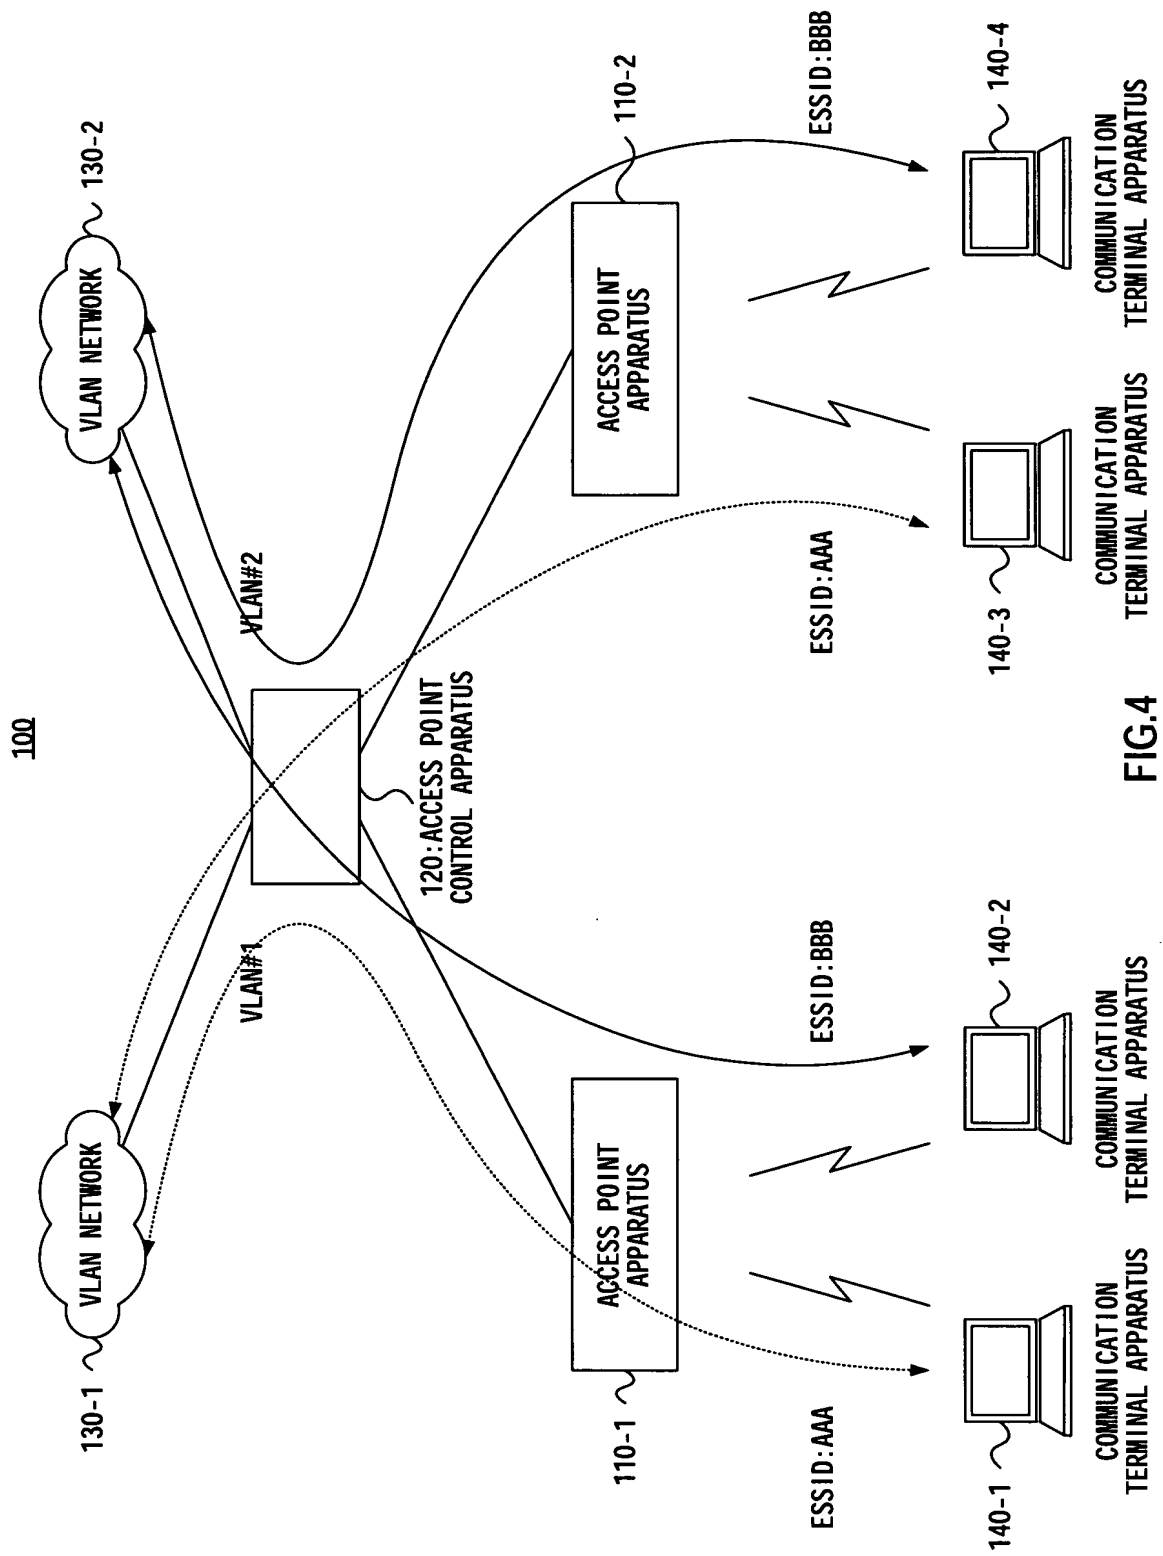 100
130-1
VLAN NETWORK
VLAN NETWORK
130-2
VLAN#1
VLAN#2
120:ACCESS POINT
CONTROL APPARATUS
110-1
ACCESS POINT
APPARATUS
ACCESS POINT
APPARATUS
110-2
ESSID:AAA
ESSID:BBB
ESSID:AAA
ESSID:BBB
140-1
140-2
140-3
140-4
COMMUNICATION
TERMINAL APPARATUS
COMMUNICATION
TERMINAL APPARATUS
COMMUNICATION
TERMINAL APPARATUS
COMMUNICATION
TERMINAL APPARATUS
FIG.4